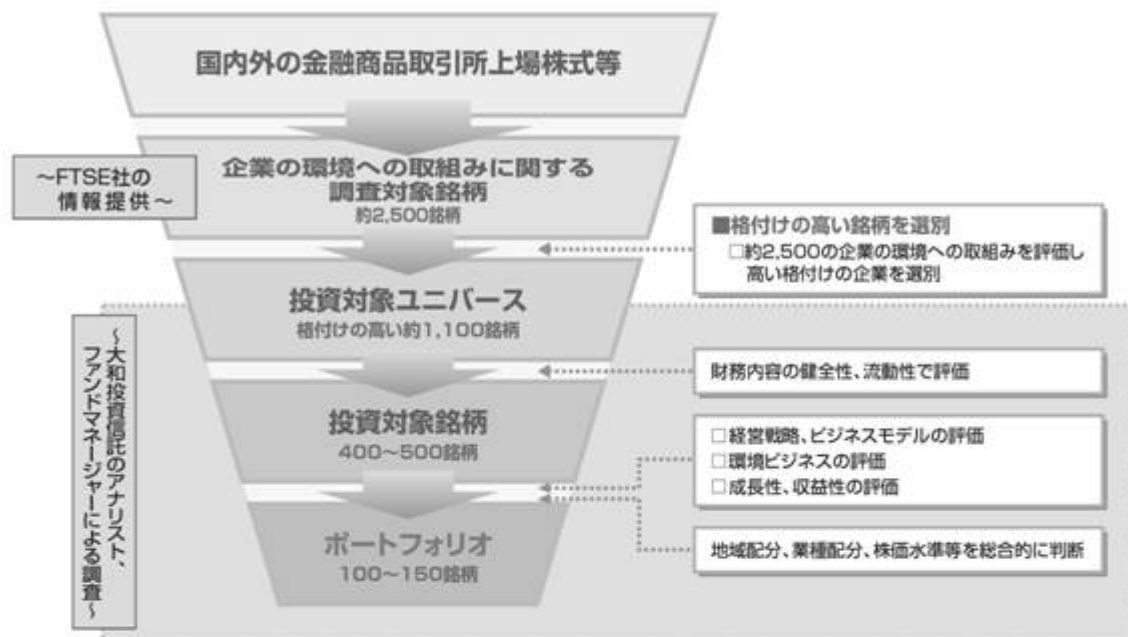 国内外の金融商品取引所上場株式等
企業の環境への取組みに関する
調査対象銘柄
約2,500銘柄
～FTSE社の
情報提供～
■格付けの高い銘柄を選別
□約2,500の企業の環境への取組みを評価し
高い格付けの企業を選別
投資対象ユニバース
格付けの高い約1,100銘柄
～大和投資信託のアナリスト、
ファンドマネージャーによる調査～
財務内容の健全性、流動性で評価
投資対象銘柄
400～500銘柄
□経営戦略、ビジネスモデルの評価
□環境ビジネスの評価
□成長性、収益性の評価
ポートフォリオ
100～150銘柄
地域配分、業種配分、株価水準等を総合的に判断